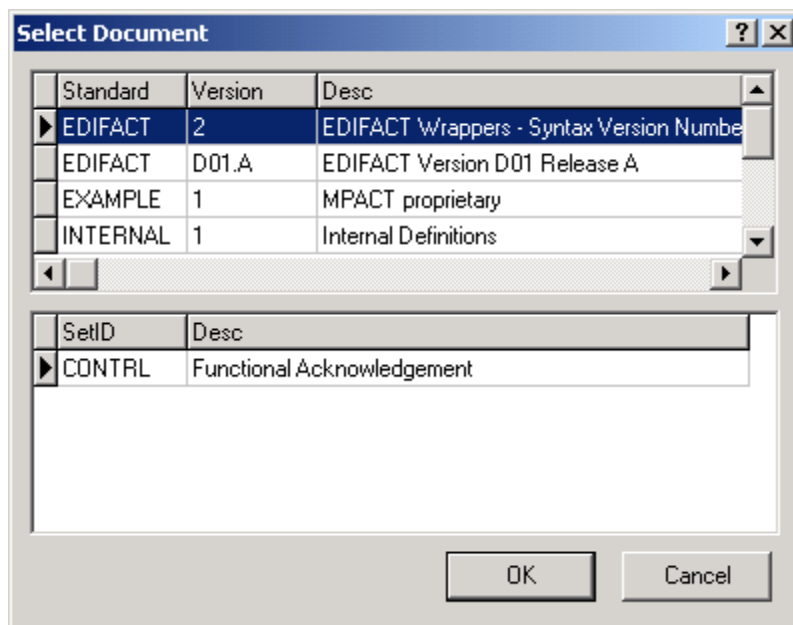 Select Document
Standard Version Desc
EDIFACT 2 EDIFACT Wrappers - Syntax Version Numbe
EDIFACT D01.A EDIFACT Version D01 Release A
EXAMPLE 1 MPACT proprietary
INTERNAL 1 Internal Definitions
SetID Desc
CONTRL Functional Acknowledgement
OK Cancel